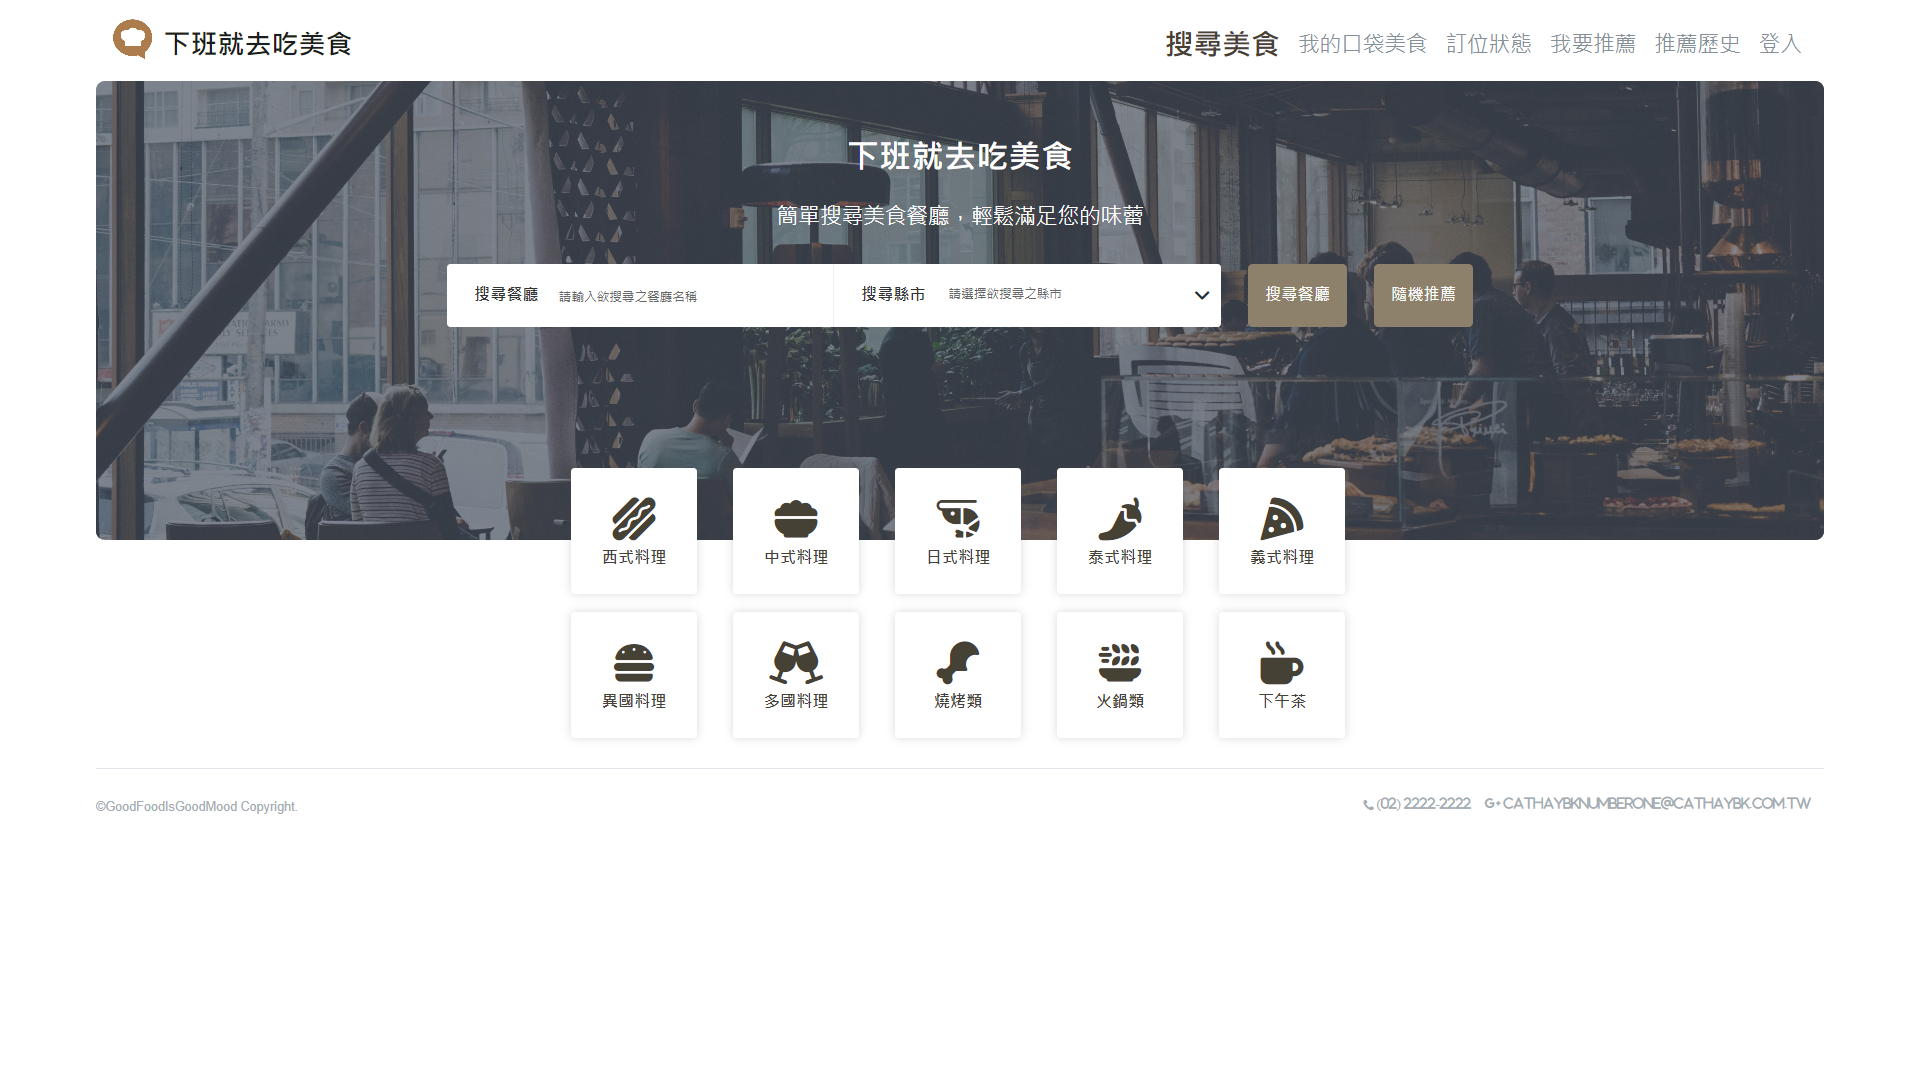 下班就去吃美食
搜尋美食 我的口袋美食 訂位狀態 我要推薦 推薦歷史 登入
下班就去吃美食
簡單搜尋美食餐廳，輕鬆滿足您的味蕾
搜尋餐廳 請輸入欲搜尋之餐廳名稱 搜尋縣市 請選擇欲搜尋之縣市 搜尋餐廳 隨機推薦
西式料理 中式料理 日式料理 泰式料理 義式料理
異國料理 多國料理 燒烤類 火鍋類 下午茶
©GoodFoodIsGoodMood Copyright.
(02) 2222-2222 G+ CATHAYBKNUMBERONE@CATHAYBK.COM.TW